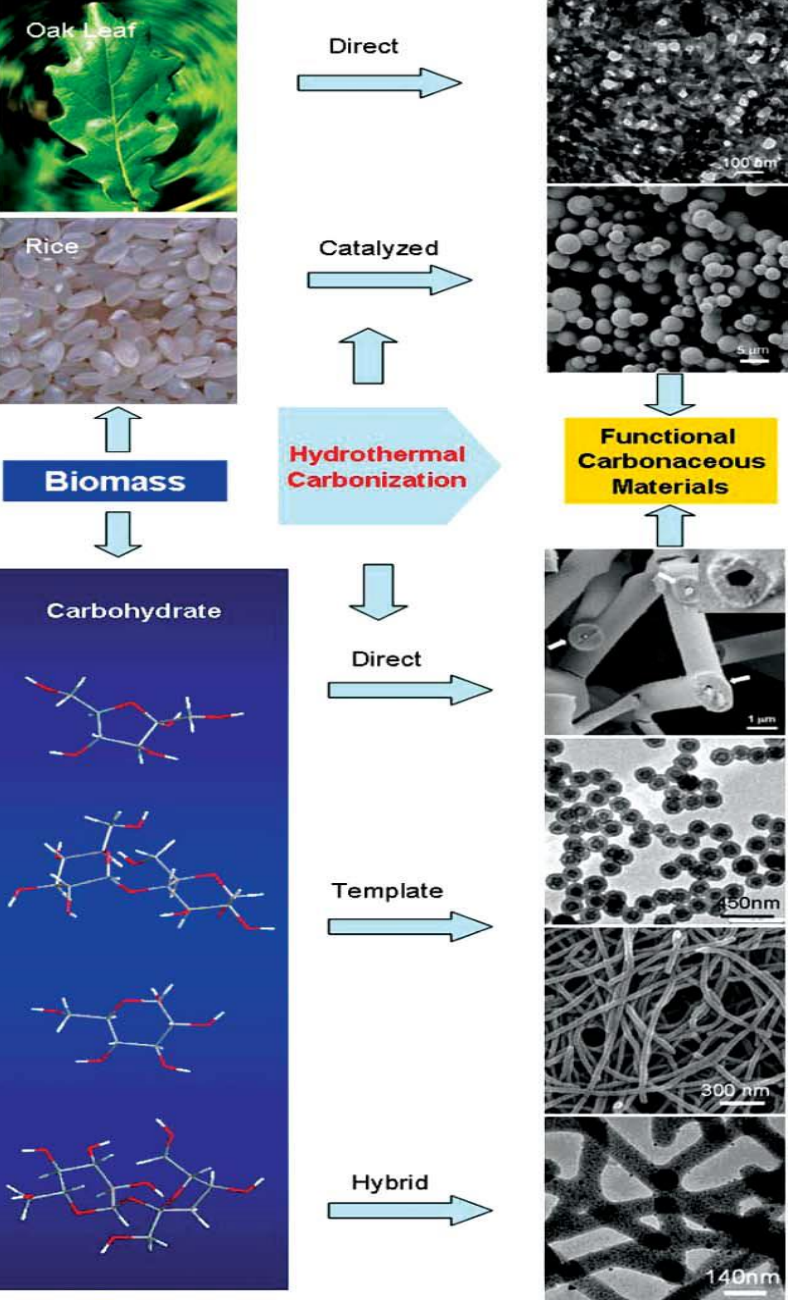 Oak Leaf
Direct
100 nm
Rice
Catalyzed
5 μm
Biomass
Hydrothermal
Carbonization
Functional
Carbonaceous
Materials
Carbohydrate
Direct
1 μm
Template
450nm
300 nm
Hybrid
140nm